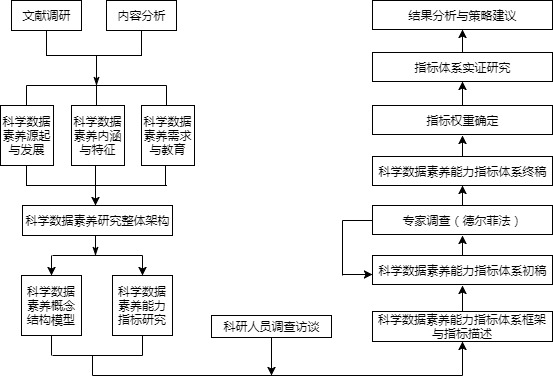 文献调研
内容分析
科学数据
素养源起
与发展
科学数据
素养内涵
与特征
科学数据
素养需求
与教育
科学数据素养研究整体架构
科学数据
素养概念
结构模型
科学数据
素养能力
指标研究
科研人员调查访谈
科学数据素养能力指标体系框架
与指标描述
科学数据素养能力指标体系初稿
专家调查（德尔菲法）
科学数据素养能力指标体系终稿
指标权重确定
指标体系实证研究
结果分析与策略建议